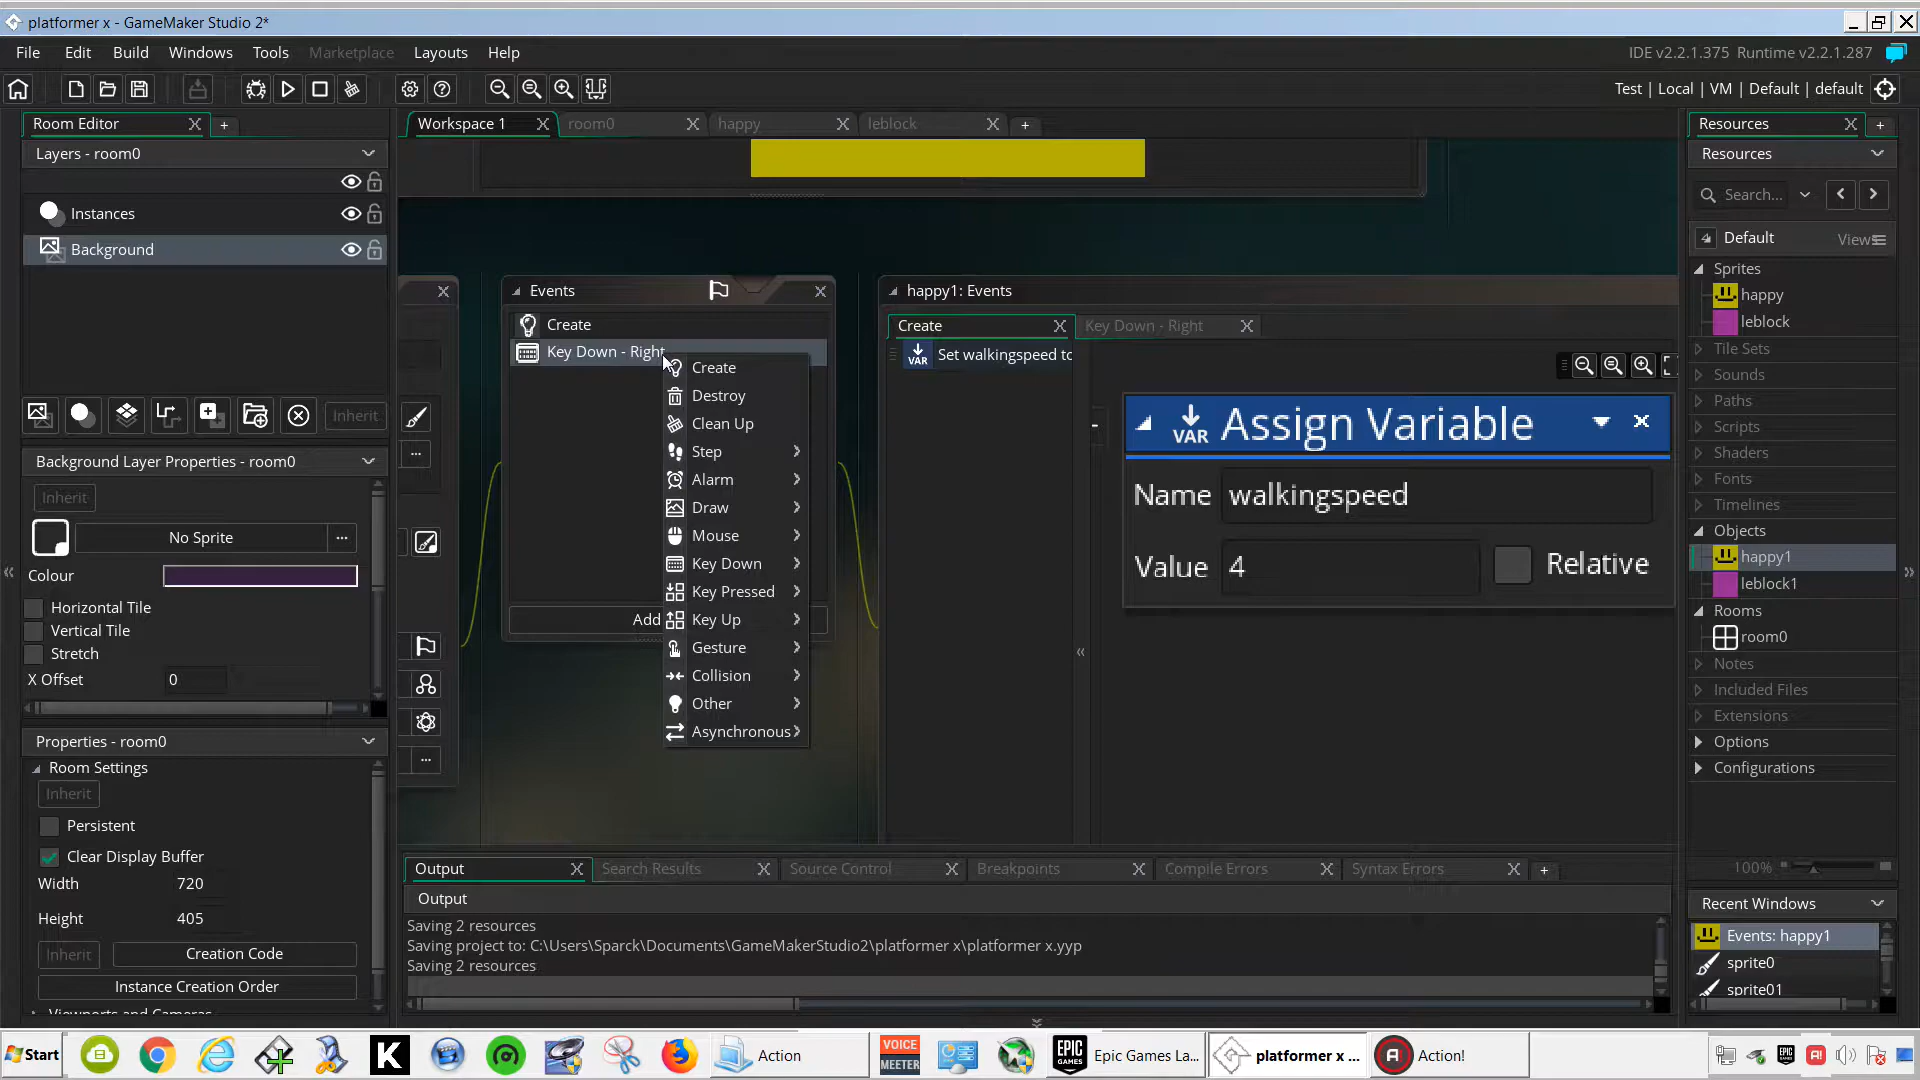 platformer x - GameMaker Studio 2*
File Edit Build Windows Tools Marketplace Layouts Help
IDE v2.2.1.375 Runtime v2.2.1.287
Test | Local | VM | Default | default
Room Editor
Workspace 1 room0 happy leblock
Resources
Layers - room0
Resources
Search...
Instances
Background
Default
Views
Sprites
happy
leblock
Tile Sets
Sounds
Paths
Scripts
Shaders
Fonts
Timelines
Objects
happy1
leblock1
Rooms
room0
Notes
Included Files
Extensions
Options
Configurations
100%
Recent Windows
Events: happy1
sprite0
sprite01
Events
Create
Key Down - Right
Add
Create
Destroy
Clean Up
Step
Alarm
Draw
Mouse
Key Down
Key Pressed
Key Up
Gesture
Collision
Other
Asynchronous
happy1: Events
Create Key Down - Right
VAR Set walkingspeed to
VAR Assign Variable
Name walkingspeed
Value 4 Relative
Inherit
Background Layer Properties - room0
Inherit
No Sprite ...
Colour
Horizontal Tile
Vertical Tile
Stretch
X Offset 0
Properties - room0
Room Settings
Inherit
Persistent
Clear Display Buffer
Width 720
Height 405
Inherit Creation Code
Instance Creation Order
Viewports and Cameras
Output Search Results Source Control Breakpoints Compile Errors Syntax Errors
Output
Saving 2 resources
Saving project to: C:\Users\Sparck\Documents\GameMakerStudio2\platformer x\platformer x.yyp
Saving 2 resources
Start K Action VOICE MEETER EPIC GAMES Epic Games La... platformer x ... Action!